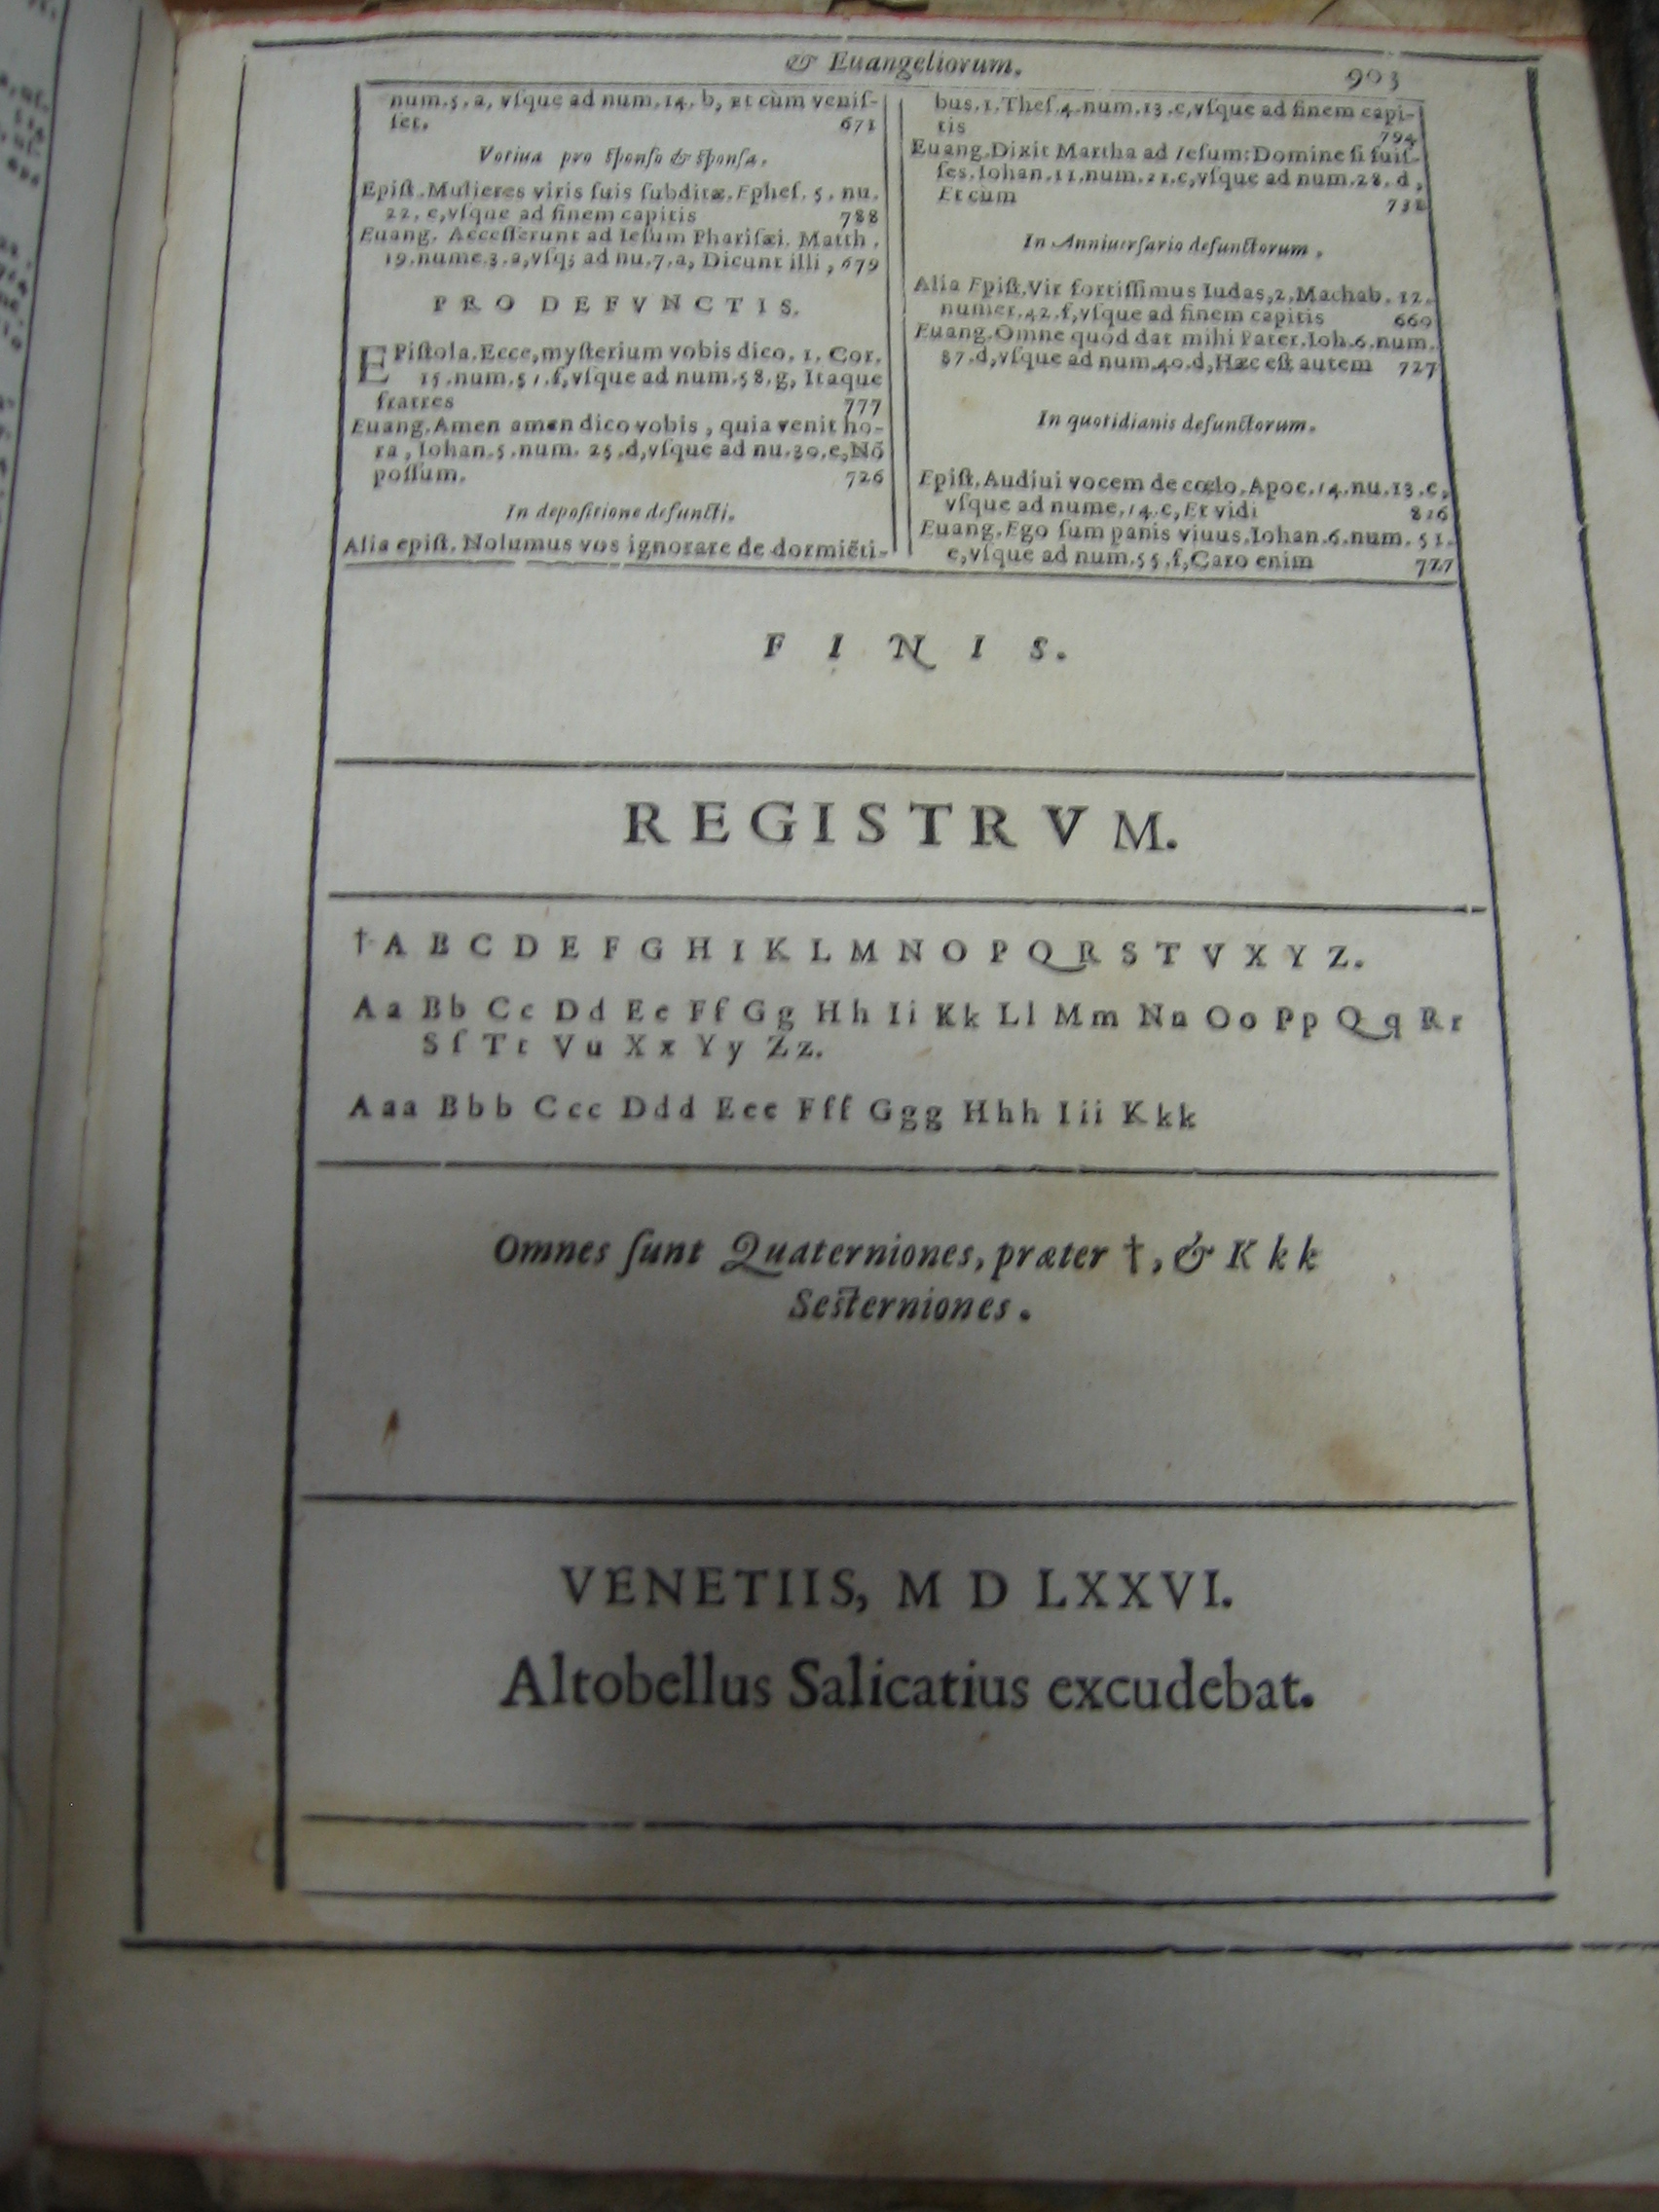 & Euangeliorum.
903
num.5.a, vſque ad num.14.b, Et cùm veniſ-
ſet. 671
Votiua pro ſponſo & ſponſa.
Epiſt. Mulieres viris ſuis ſubditæ. Epheſ. 5. nu.
22. e, vſque ad finem capitis 788
Euang. Acceſſerunt ad Ieſum Phariſæi. Matth.
19. nume.3.a, vſq; ad nu.7.a, Dicunt illi, 679
PRO DEFVNCTIS.
EPiſtola. Ecce, myſterium vobis dico. 1. Cor.
15. num.51.f, vſque ad num.58.g, Itaque
fratres 777
Euang. Amen amen dico vobis, quia venit ho-
ra, Iohan.5. num. 25.d, vſque ad nu.30.e, Nō
poſſum. 726
In depoſitione defuncti.
Alia epiſt. Nolumus vos ignorare de dormiẽti-
bus. 1. Theſ.4. num.13.c, vſque ad finem capi-
tis 794
Euang. Dixit Martha ad Ieſum: Domine ſi fuiſ-
ſes. Iohan.11. num.21.c, vſque ad num.28.d,
Et cùm
In Anniuerſario defunctorum.
Alia Epiſt. Vir fortiſſimus Iudas, 2. Machab. 12.
numer.42.f, vſque ad finem capitis 660
Euang. Omne quod dat mihi Pater. Ioh.6. num.
37.d, vſque ad num.40.d, Hæc eſt autem 727
In quotidianis defunctorum.
Epiſt. Audiui vocem de cœlo. Apoc.14. nu.13.c,
vſque ad nume.14.c, Et vidi 826
Euang. Ego ſum panis viuus. Iohan.6. num. 51.
e, vſque ad num.55.f, Caro enim 727
FINIS.
REGISTRVM.
† A B C D E F G H I K L M N O P Q R S T V X Y Z.
Aa Bb Cc Dd Ee Ff Gg Hh Ii Kk Ll Mm Nn Oo Pp Qq Rr
Sſ Tt Vu Xx Yy Zz.
Aaa Bbb Ccc Ddd Eee Fff Ggg Hhh Iii Kkk
Omnes ſunt Quaterniones, præter †, & Kkk
Seſterniones.
VENETIIS, M D LXXVI.
Altobellus Salicatius excudebat.